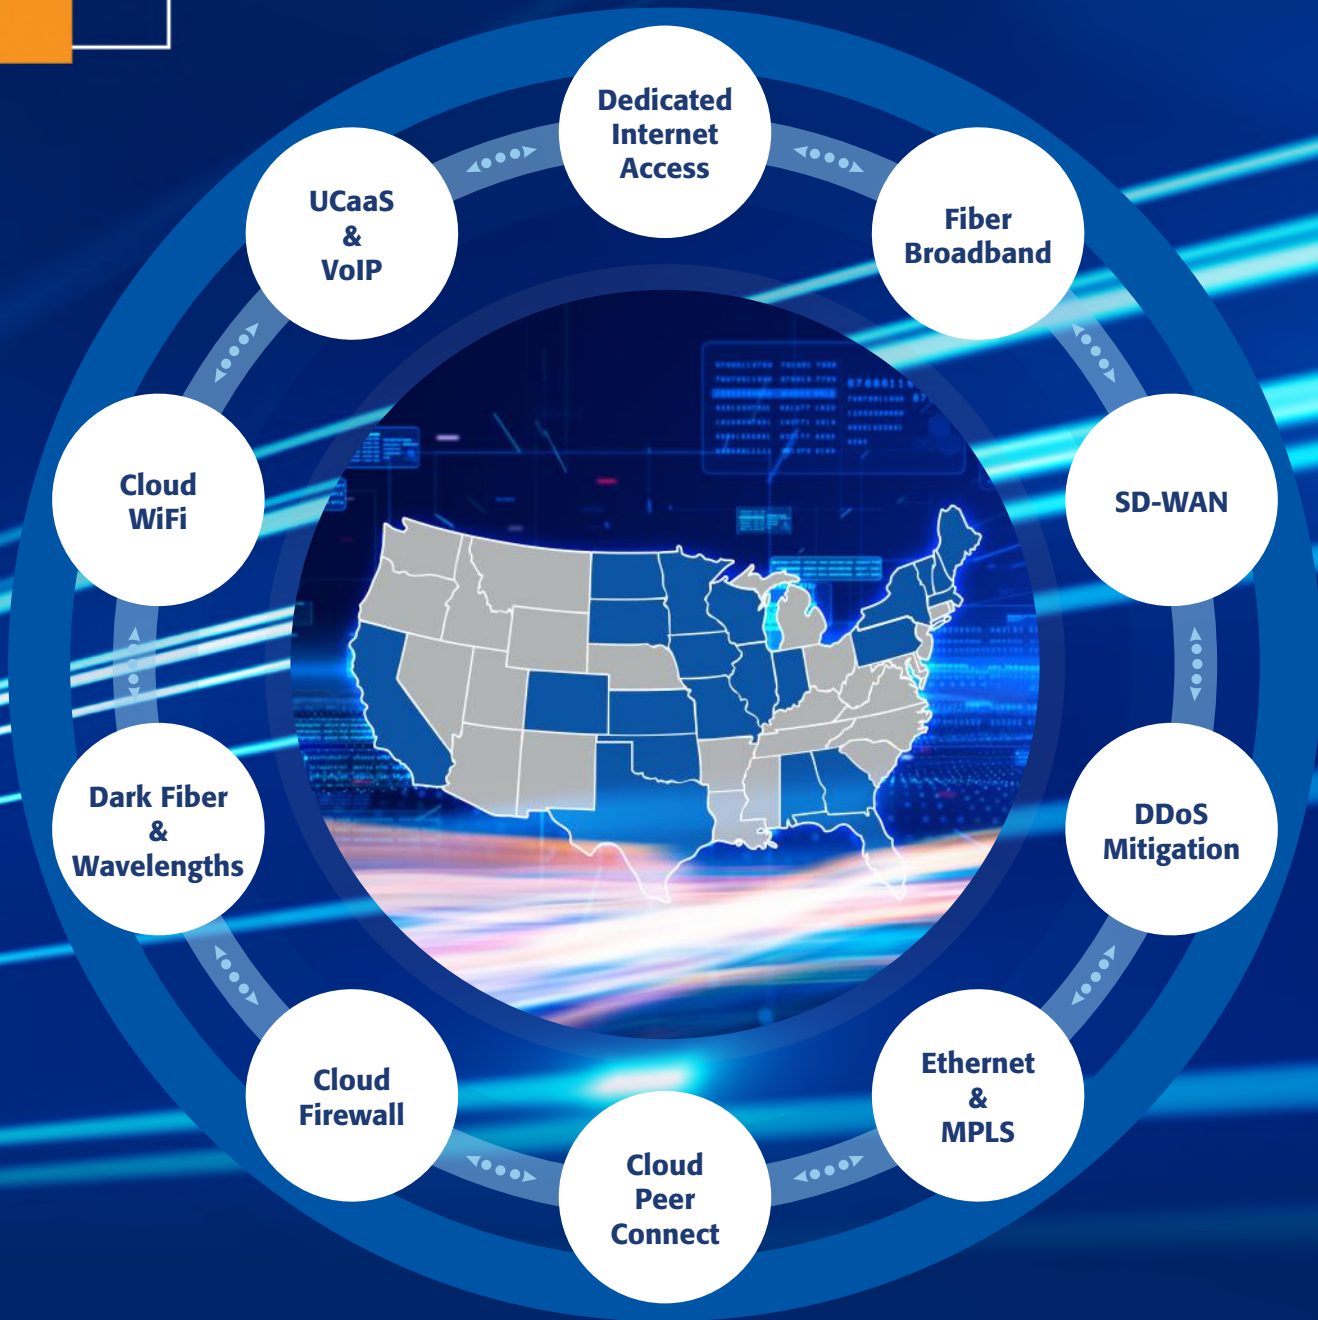 Dedicated
Internet
Access
Fiber
Broadband
SD-WAN
DDoS
Mitigation
Ethernet
&
MPLS
Cloud
Peer
Connect
Cloud
Firewall
Dark Fiber
&
Wavelengths
Cloud
WiFi
UCaaS
&
VoIP